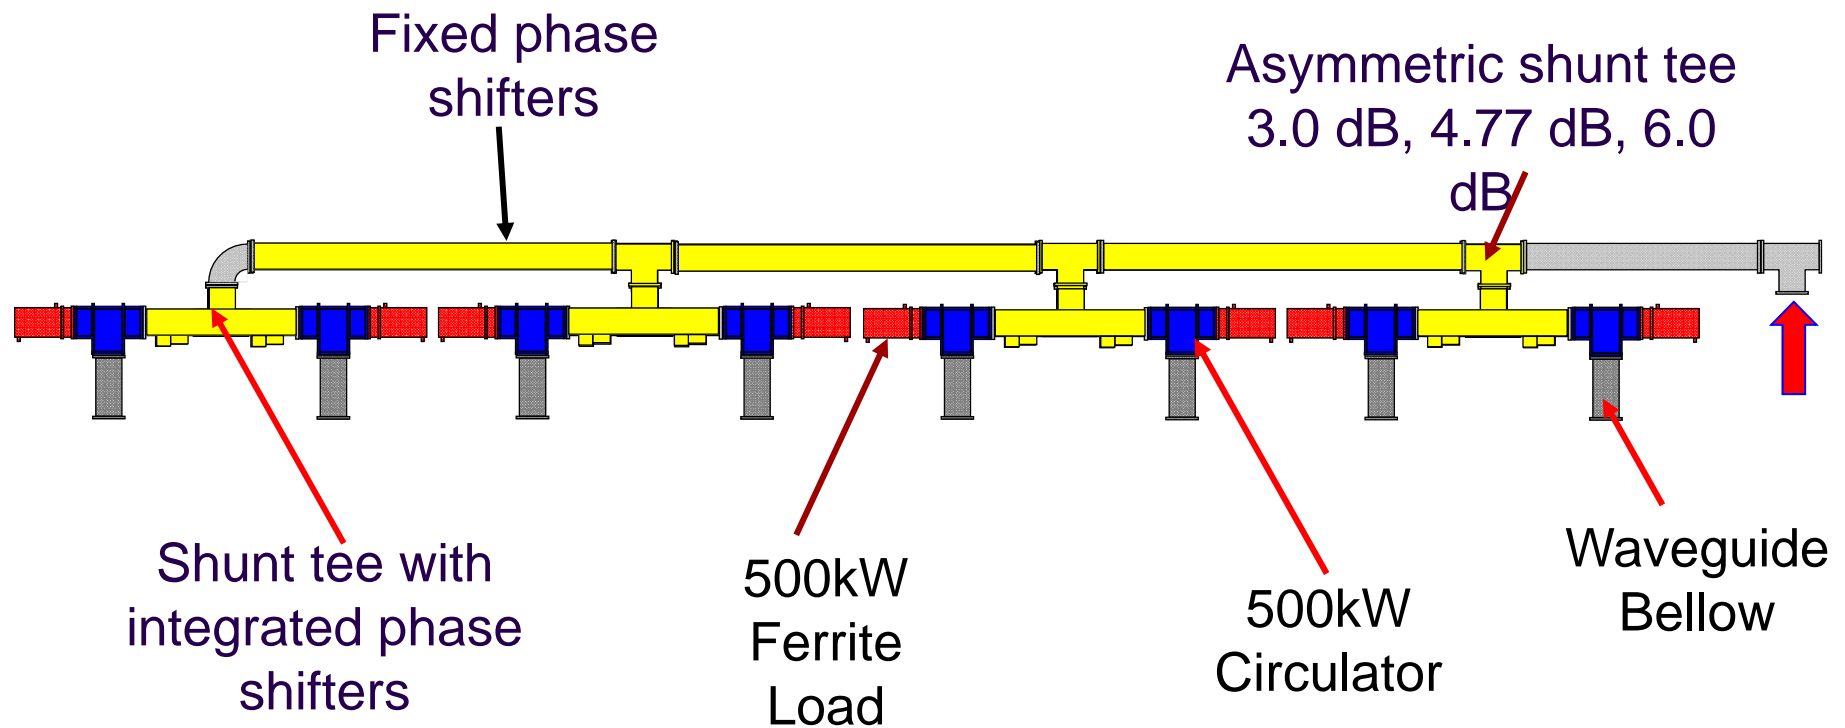 Fixed phase
shifters
Asymmetric shunt tee
3.0 dB, 4.77 dB, 6.0
dB
Shunt tee with
integrated phase
shifters
500kW
Ferrite
Load
500kW
Circulator
Waveguide
Bellow